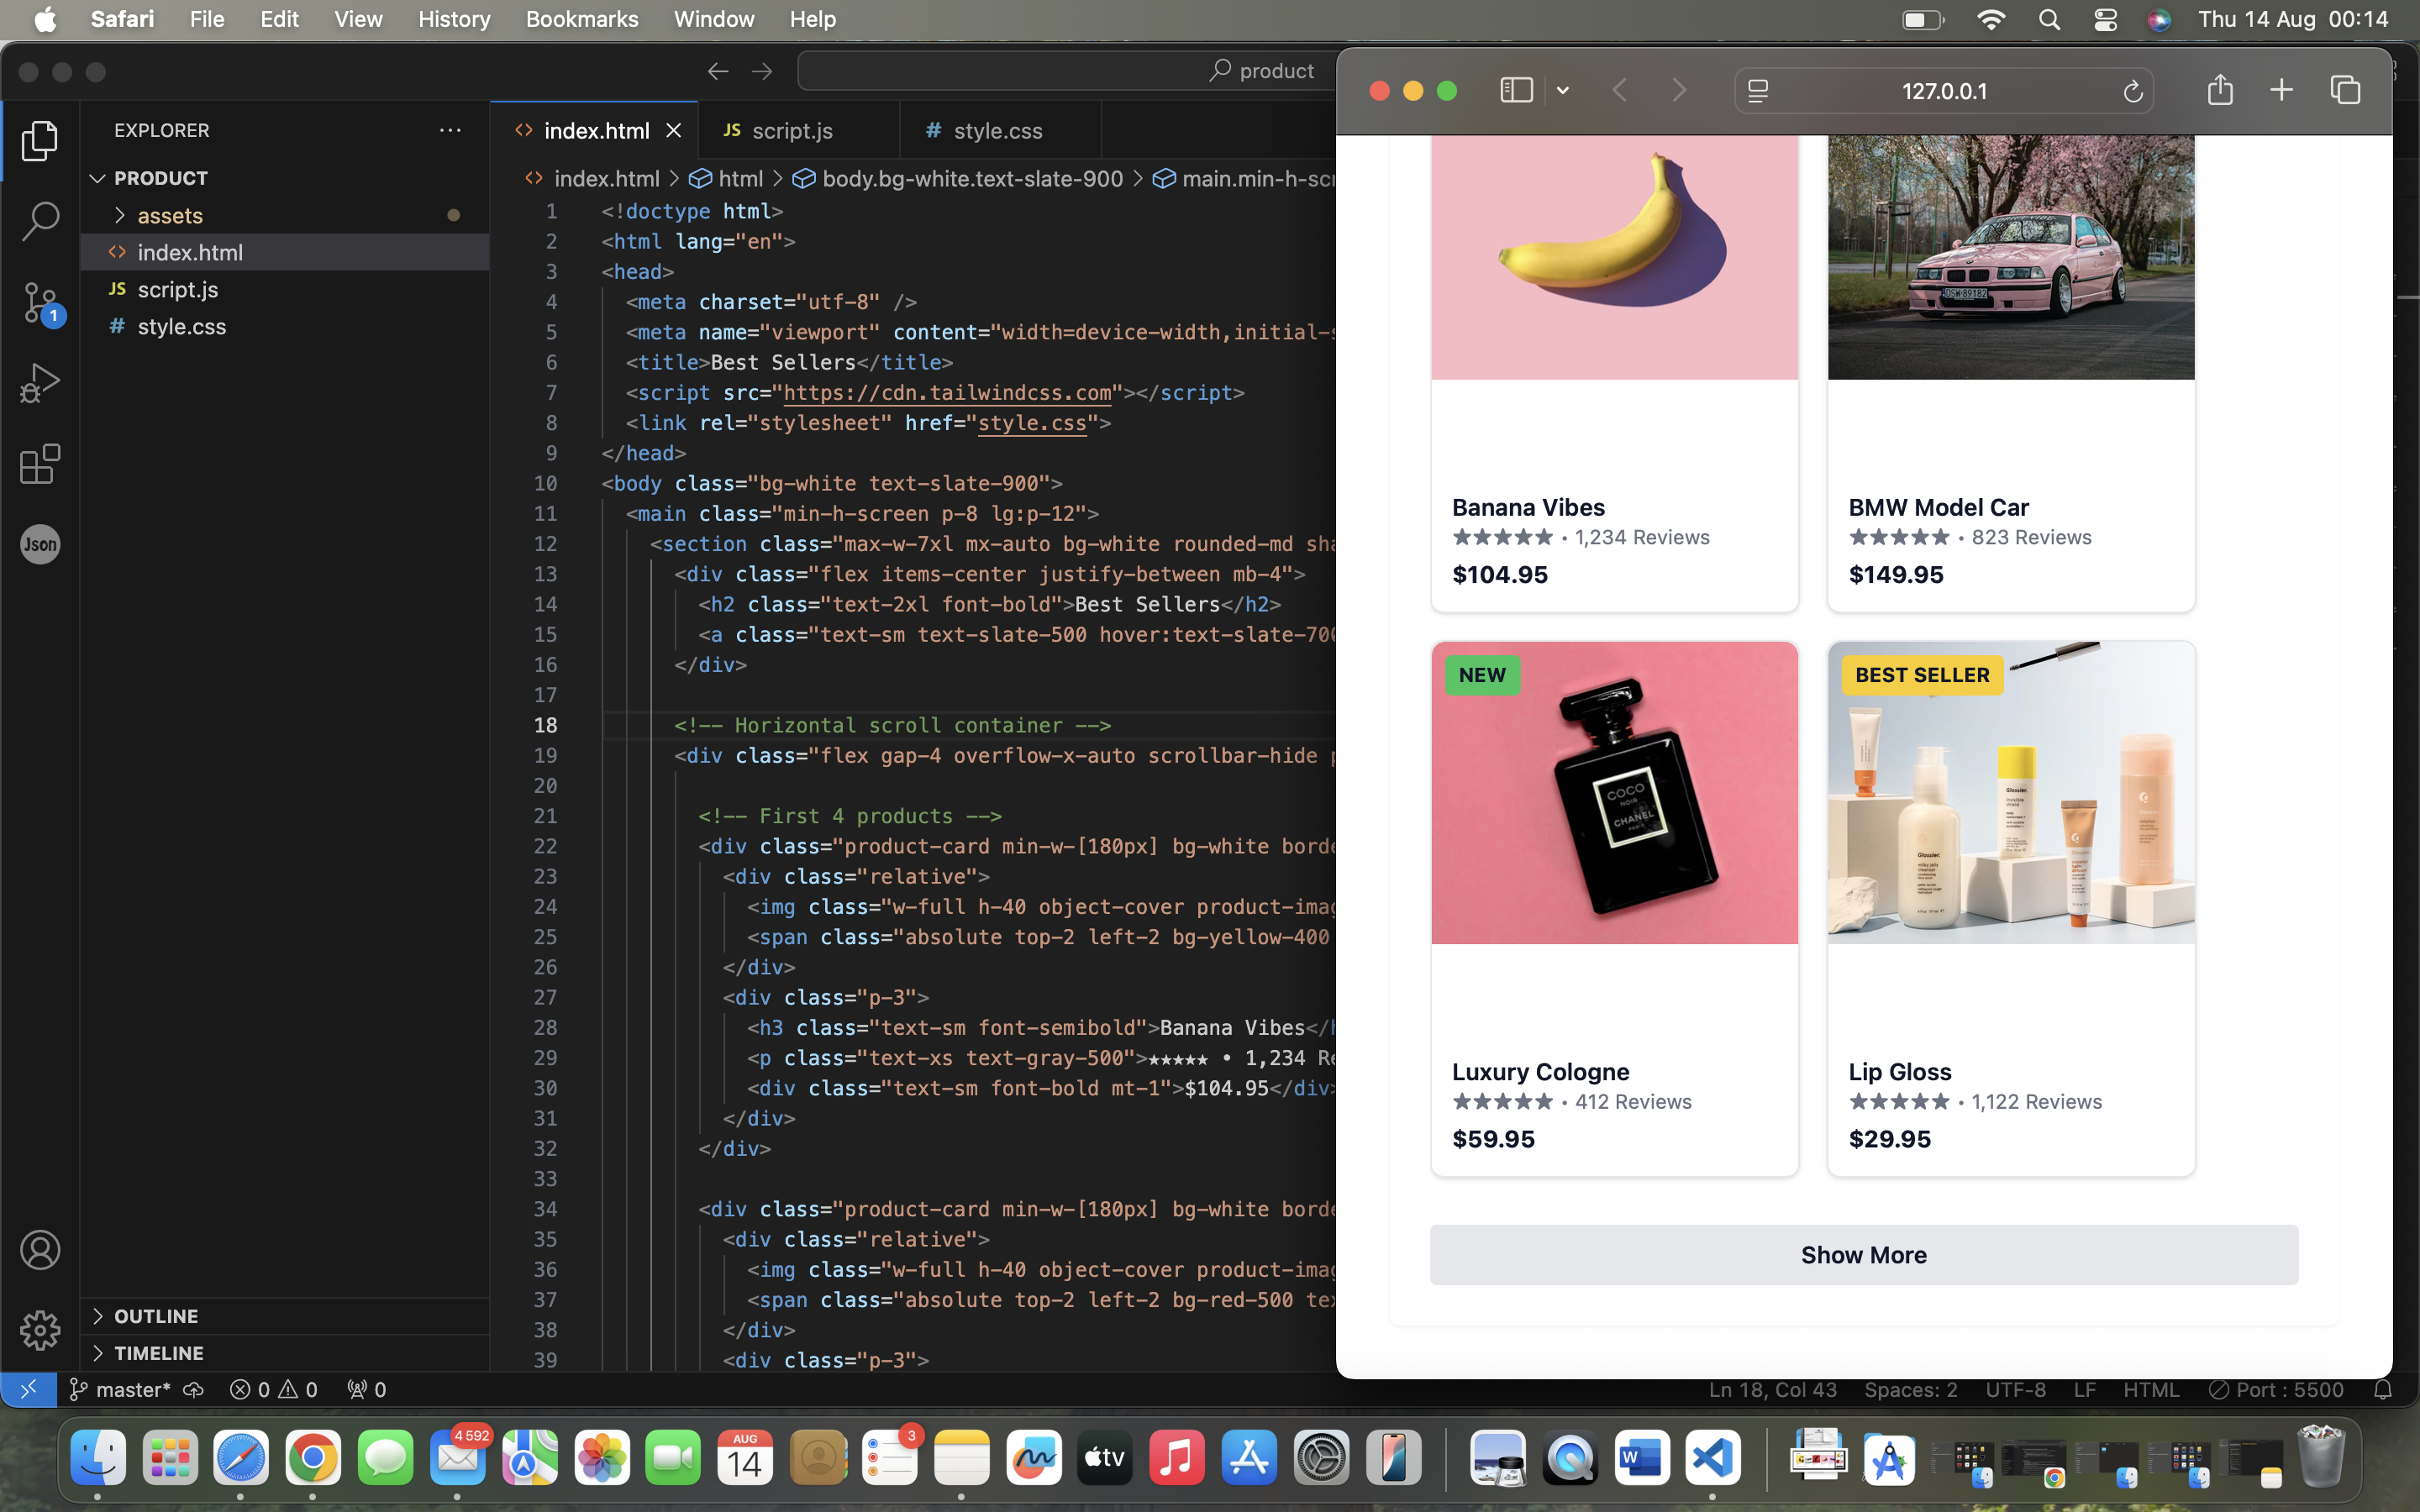 Safari File Edit View History Bookmarks Window Help Thu 14 Aug 00:14
product
EXPLORER
PRODUCT
assets
index.html
JS script.js
# style.css
1
Json
OUTLINE
TIMELINE
index.html
JS script.js
# style.css
index.html > html > body.bg-white.text-slate-900 > main.min-h-scr
1 <!doctype html>
2 <html lang="en">
3 <head>
4 <meta charset="utf-8" />
5 <meta name="viewport" content="width=device-width,initial-s
6 <title>Best Sellers</title>
7 <script src="https://cdn.tailwindcss.com"></script>
8 <link rel="stylesheet" href="style.css">
9 </head>
10 <body class="bg-white text-slate-900">
11 <main class="min-h-screen p-8 lg:p-12">
12 <section class="max-w-7xl mx-auto bg-white rounded-md sha
13 <div class="flex items-center justify-between mb-4">
14 <h2 class="text-2xl font-bold">Best Sellers</h2>
15 <a class="text-sm text-slate-500 hover:text-slate-700
16 </div>
17
18 <!-- Horizontal scroll container -->
19 <div class="flex gap-4 overflow-x-auto scrollbar-hide p
20
21 <!-- First 4 products -->
22 <div class="product-card min-w-[180px] bg-white borde
23 <div class="relative">
24 <img class="w-full h-40 object-cover product-imag
25 <span class="absolute top-2 left-2 bg-yellow-400
26 </div>
27 <div class="p-3">
28 <h3 class="text-sm font-semibold">Banana Vibes</h
29 <p class="text-xs text-gray-500">★★★★★ • 1,234 Re
30 <div class="text-sm font-bold mt-1">$104.95</div>
31 </div>
32 </div>
33
34 <div class="product-card min-w-[180px] bg-white borde
35 <div class="relative">
36 <img class="w-full h-40 object-cover product-imag
37 <span class="absolute top-2 left-2 bg-red-500 tex
38 </div>
39 <div class="p-3">
127.0.0.1
DSW 89182
Banana Vibes
★★★★★ • 1,234 Reviews
$104.95
BMW Model Car
★★★★★ • 823 Reviews
$149.95
NEW
COCO
NOIR
CHANEL
PARIS
Luxury Cologne
★★★★★ • 412 Reviews
$59.95
BEST SELLER
Glossier.
Glossier.
Lip Gloss
★★★★★ • 1,122 Reviews
$29.95
Show More
master* 0 0 0 Ln 18, Col 43 Spaces: 2 UTF-8 LF HTML Port : 5500
4 592
AUG
14
3
tv
W